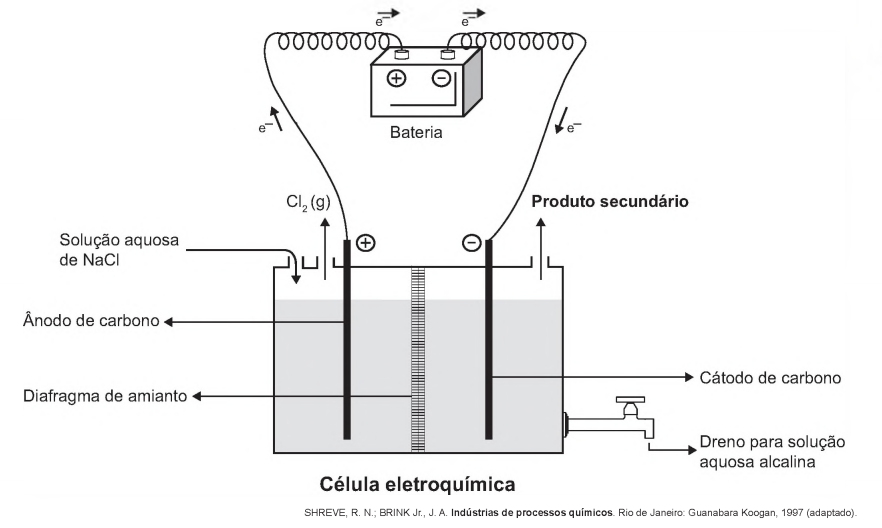 e⁻
e⁻
+
−
Bateria
e⁻
e⁻
Cl₂ (g)
Produto secundário
Solução aquosa
de NaCl
+
−
Ânodo de carbono
Diafragma de amianto
Cátodo de carbono
Dreno para solução
aquosa alcalina
Célula eletroquímica
SHREVE, R. N.; BRINK Jr., J. A. Indústrias de processos químicos. Rio de Janeiro: Guanabara Koogan, 1997 (adaptado).